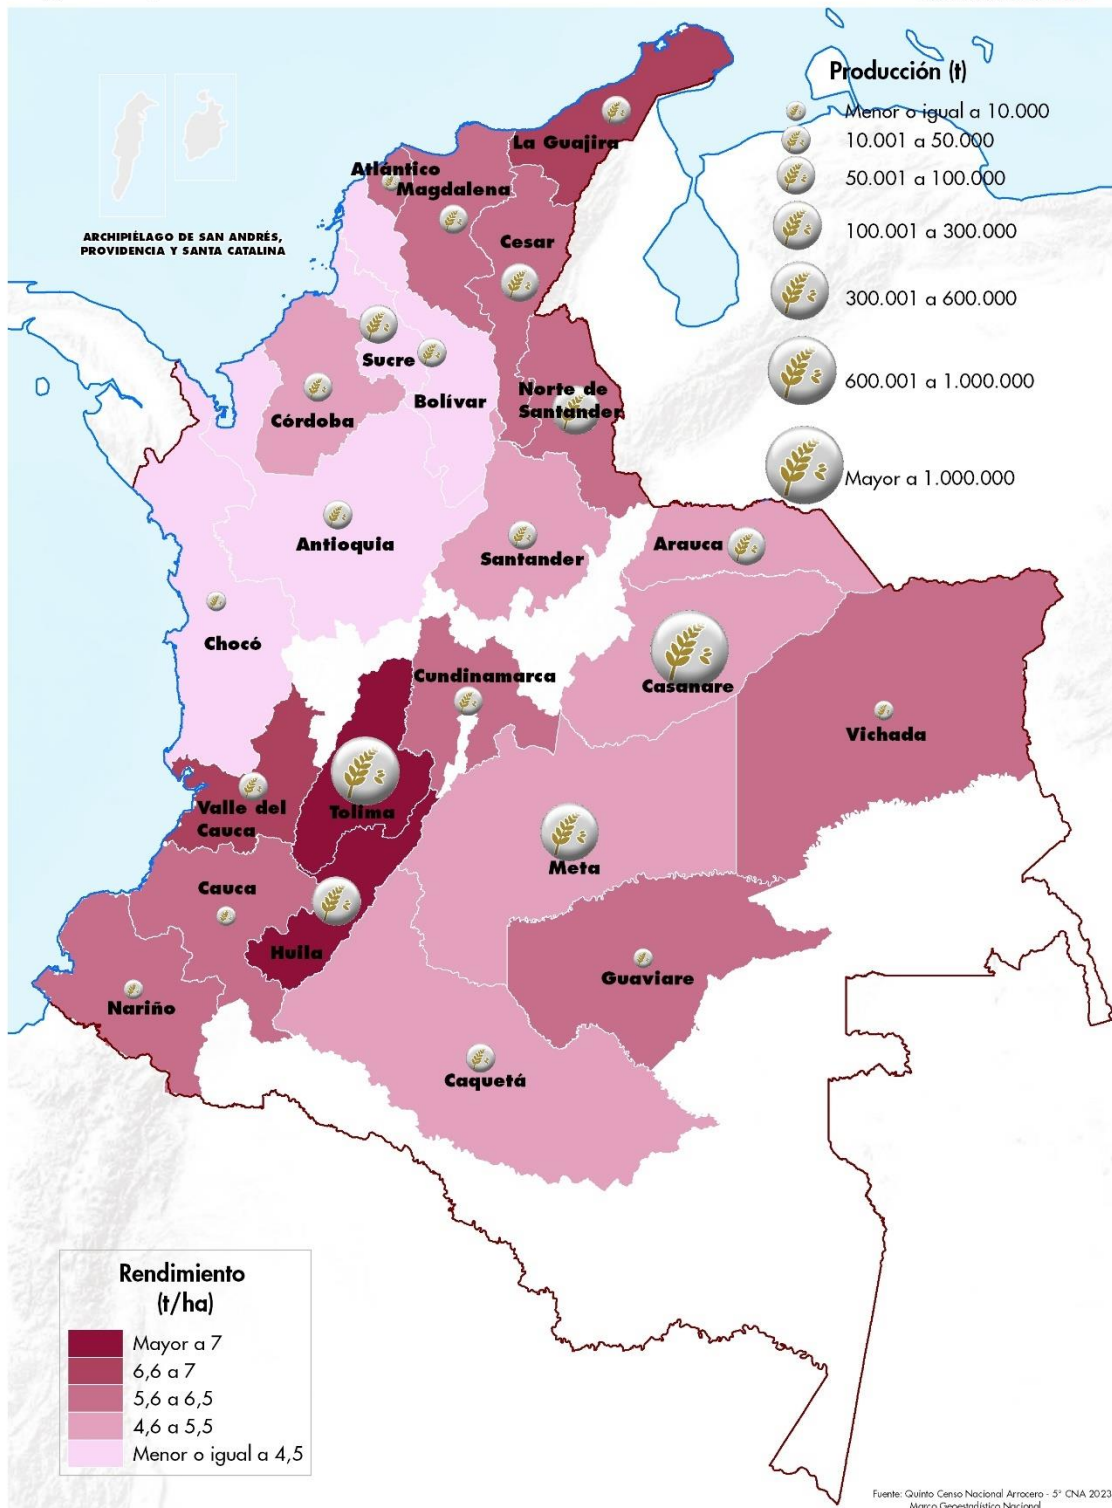 Producción (t)
Menor o igual a 10.000
10.001 a 50.000
50.001 a 100.000
100.001 a 300.000
300.001 a 600.000
600.001 a 1.000.000
Mayor a 1.000.000
ARCHIPIÉLAGO DE SAN ANDRÉS,
PROVIDENCIA Y SANTA CATALINA
La Guajira
Atlántico
Magdalena
Cesar
Sucre
Bolívar
Córdoba
Norte de
Santander
Antioquia
Santander
Arauca
Chocó
Cundinamarca
Casanare
Vichada
Valle del
Cauca
Tolima
Meta
Cauca
Huila
Guaviare
Nariño
Caquetá
Rendimiento
(t/ha)
Mayor a 7
6,6 a 7
5,6 a 6,5
4,6 a 5,5
Menor o igual a 4,5
Fuente: Quinto Censo Nacional Arrocero - 5° CNA 2023
Marco Geoestadístico Nacional